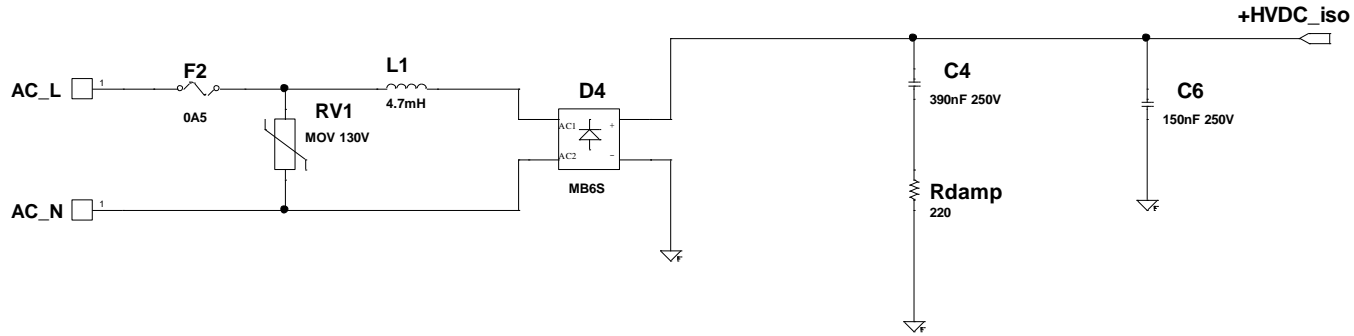 +HVDC_iso
F2
L1
AC_L
1
4.7mH
D4
C4
C6
0A5
RV1
MOV 130V
390nF 250V
150nF 250V
AC1
+
AC2
-
MB6S
Rdamp
220
AC_N
1